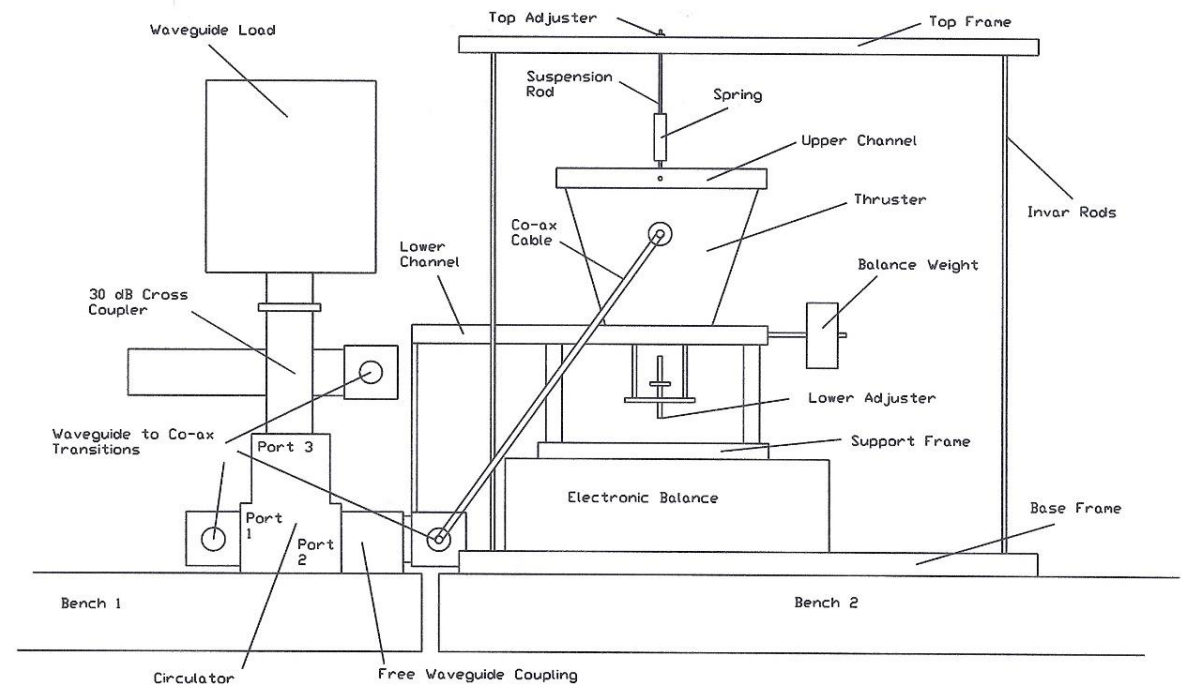 Top Adjuster
Top Frame
Waveguide Load
Suspension
Rod
Spring
Upper Channel
Thruster
Invar Rods
Co-ax
Cable
Lower
Channel
Balance Weight
30 dB Cross
Coupler
Lower Adjuster
Waveguide to Co-ax
Transitions
Port 3
Support Frame
Electronic Balance
Base Frame
Port
1
Port
2
Bench 1
Bench 2
Circulator
Free Waveguide Coupling